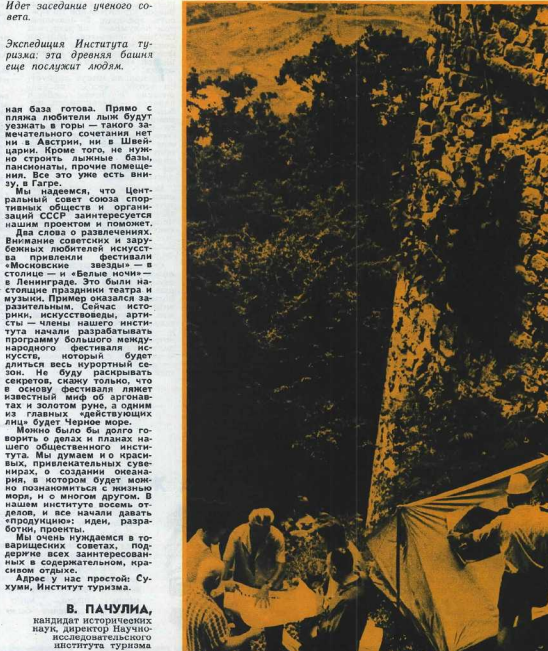 Идет заседание ученого со-
вета.
Экспедиция Института ту-
ризма: эта древняя башня
еще послужит людям.
ная база готова. Прямо с
пляжа любители лыж будут
уезжать в горы — такого за-
мечательного сочетания нет
ни в Австрии, ни в Швей-
царии. Кроме того, не нуж-
но строить лыжные базы,
пансионаты, прочие помеще-
ния. Все это уже есть вни-
зу, в Гагре.
Мы надеемся, что Цент-
ральный совет союза спор-
тивных обществ и органи-
заций СССР заинтересуется
нашим проектом и поможет.
Два слова о развлечениях.
Внимание советских и зару-
бежных любителей искусст-
ва привлекли фестивали
«Московские звезды» — в
столице — и «Белые ночи» —
в Ленинграде. Это были на-
стоящие праздники театра и
музыки. Пример оказался за-
разительным. Сейчас исто-
рики, искусствоведы, арти-
сты — члены нашего инсти-
тута начали разрабатывать
программу большого между-
народного фестиваля ис-
кусств, который будет
длиться весь курортный се-
зон. Не буду раскрывать
секретов, скажу только, что
в основу фестиваля ляжет
известный миф об аргонав-
тах и золотом руне, а одним
из главных «действующих
лиц» будет Черное море.
Можно было бы долго го-
ворить о делах и планах на-
шего общественного инсти-
тута. Мы думаем и о краси-
вых, привлекательных суве-
нирах, о создании океана-
рия, в котором будет мож-
но познакомиться с жизнью
моря, и о многом другом. В
нашем институте восемь от-
делов, и все начали давать
«продукцию»: идеи, разра-
ботки, проекты.
Мы очень нуждаемся в то-
варищеских советах, под-
держке всех заинтересован-
ных в содержательном, кра-
сивом отдыхе.
Адрес у нас простой: Су-
хуми, Институт туризма.
В. ПАЧУЛИА,
кандидат исторических
наук, директор Научно-
исследовательского
института туризма